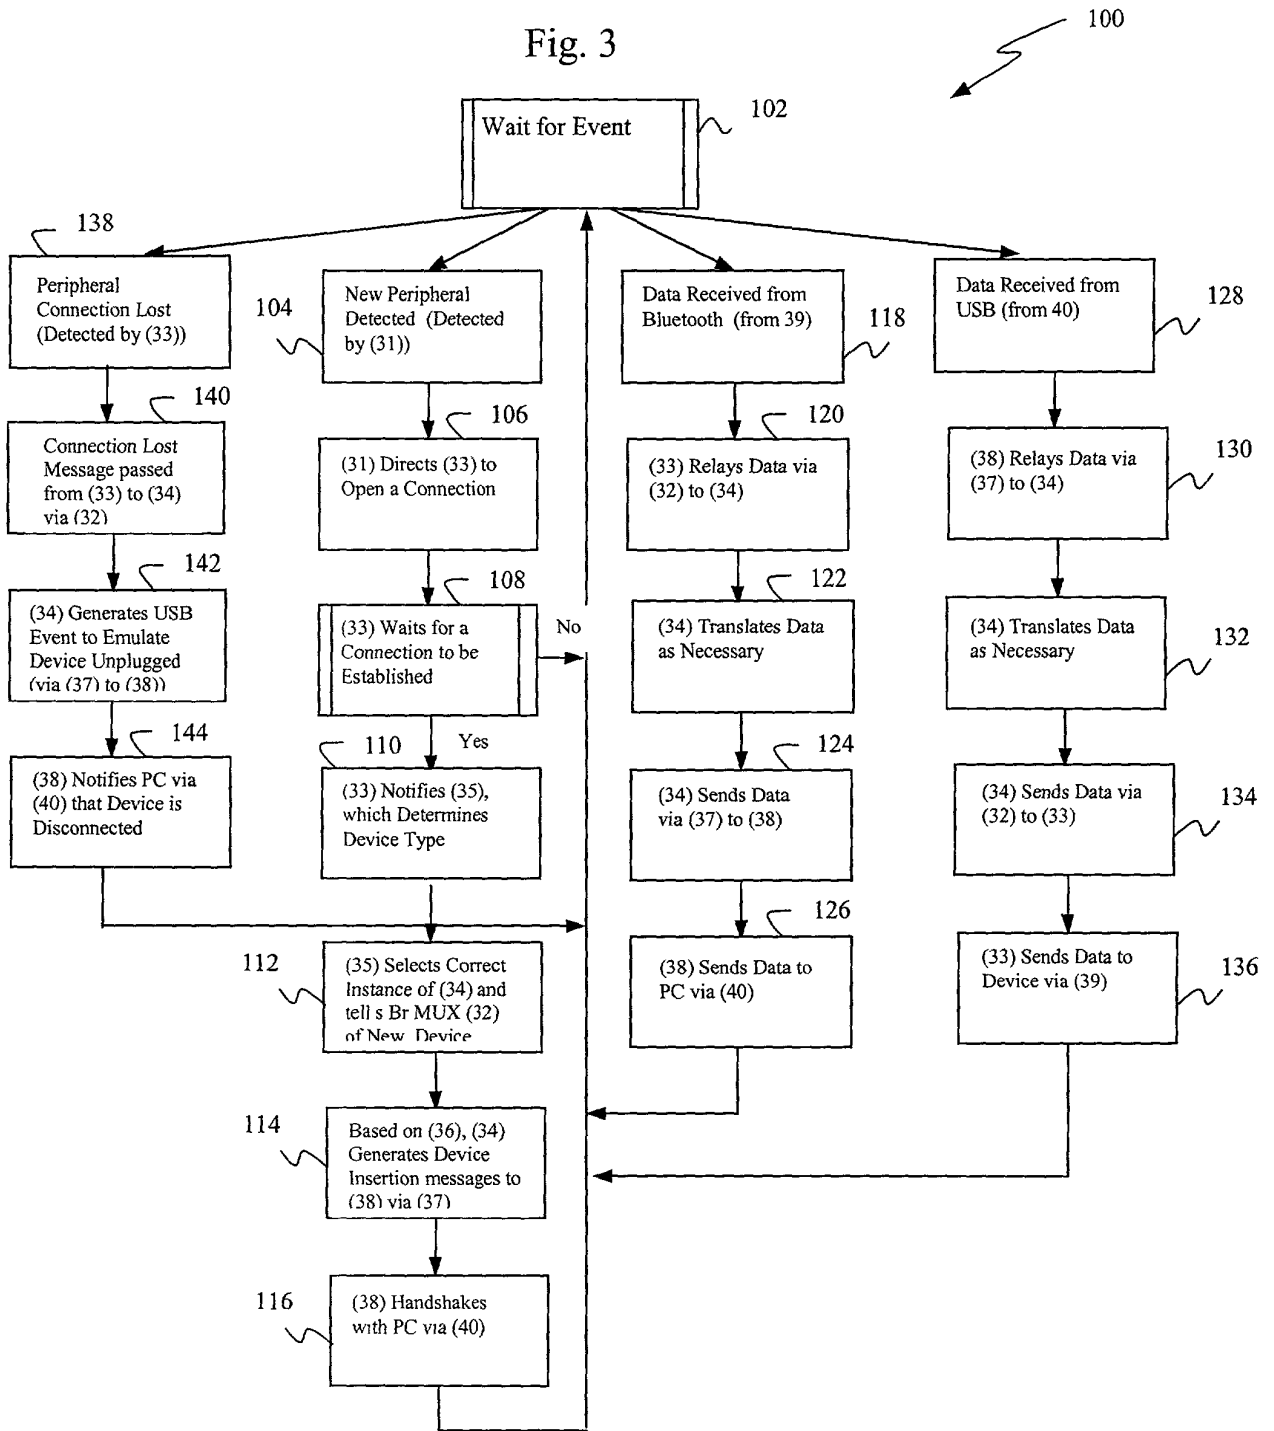 Fig. 3
100
Wait for Event
102
138
Peripheral
Connection Lost
(Detected by (33))
140
Connection Lost
Message passed
from (33) to (34)
via (32)
142
(34) Generates USB
Event to Emulate
Device Unplugged
(via (37) to (38))
144
(38) Notifies PC via
(40) that Device is
Disconnected
104
New Peripheral
Detected (Detected
by (31))
106
(31) Directs (33) to
Open a Connection
108
(33) Waits for a
Connection to be
Established
No
Yes
110
(33) Notifies (35),
which Determines
Device Type
112
(35) Selects Correct
Instance of (34) and
tell s Br MUX (32)
of New Device
114
Based on (36), (34)
Generates Device
Insertion messages to
(38) via (37)
116
(38) Handshakes
with PC via (40)
Data Received from
Bluetooth (from 39)
118
120
(33) Relays Data via
(32) to (34)
122
(34) Translates Data
as Necessary
124
(34) Sends Data
via (37) to (38)
126
(38) Sends Data to
PC via (40)
Data Received from
USB (from 40)
128
(38) Relays Data via
(37) to (34)
130
(34) Translates Data
as Necessary
132
(34) Sends Data via
(32) to (33)
134
(33) Sends Data to
Device via (39)
136